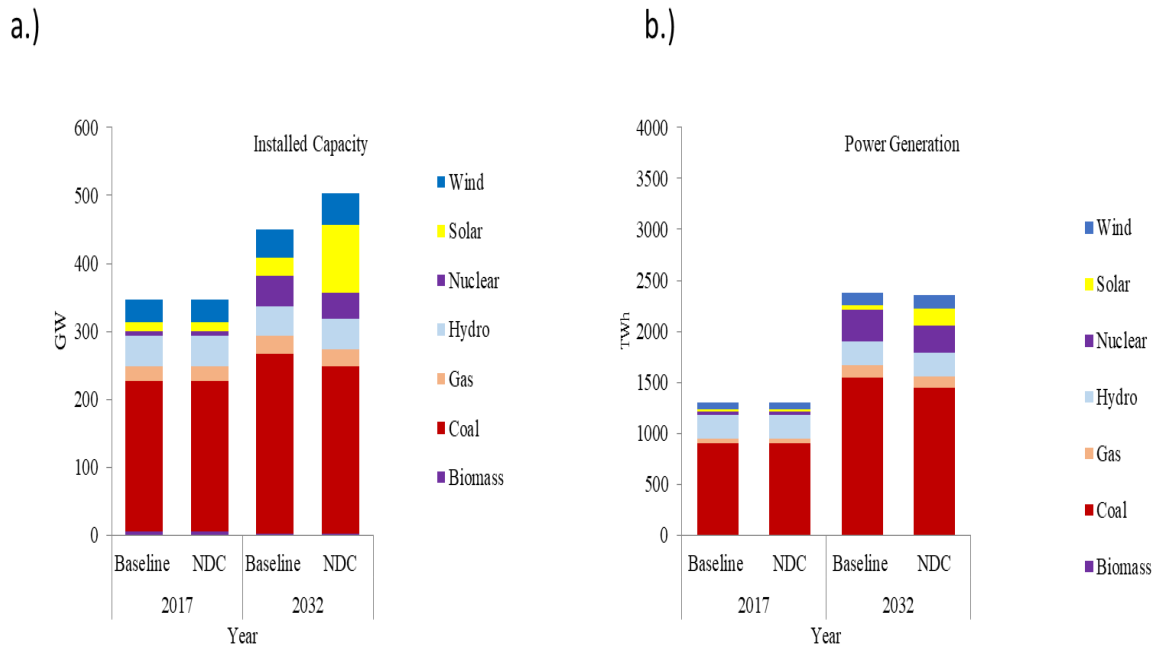 a.)
b.)
Installed Capacity
600
500
400
300
200
100
0
GW
Wind
Solar
Nuclear
Hydro
Gas
Coal
Biomass
Baseline NDC Baseline NDC
2017 2032
Year
Power Generation
4000
3500
3000
2500
2000
1500
1000
500
0
TWh
Wind
Solar
Nuclear
Hydro
Gas
Coal
Biomass
Baseline NDC Baseline NDC
2017 2032
Year